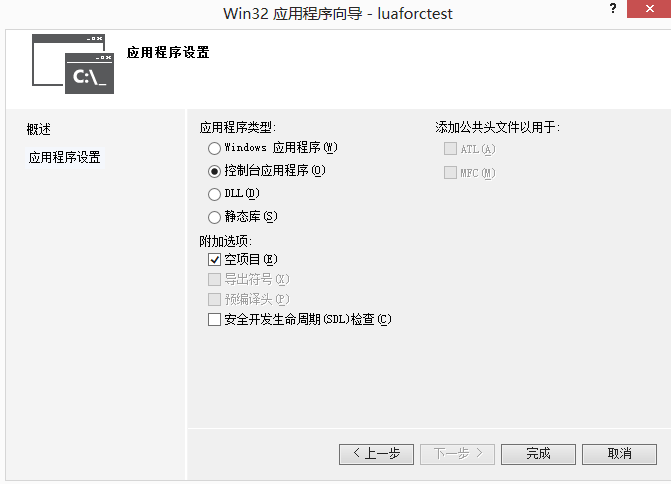 Win32 应用程序向导 - luaforctest
?
×
C:\_
应用程序设置
概述
应用程序设置
应用程序类型:
Windows 应用程序(W)
控制台应用程序(O)
DLL(D)
静态库(S)
附加选项:
空项目(E)
导出符号(X)
预编译头(P)
安全开发生命周期(SDL)检查(C)
添加公共头文件以用于:
ATL(A)
MFC(M)
< 上一步
下一步 >
完成
取消